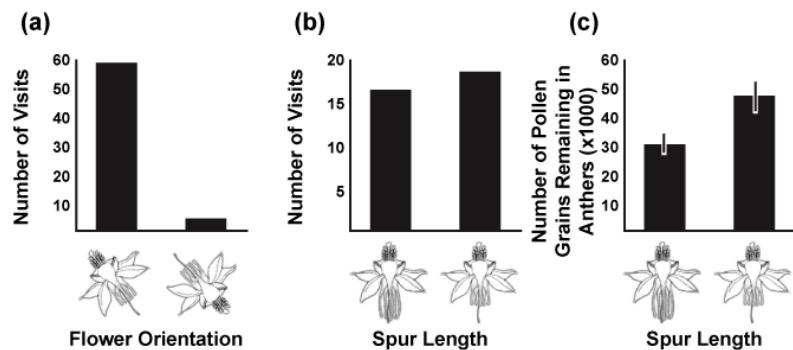 (a)
Number of Visits
60
50
40
30
20
10
Flower Orientation
(b)
Number of Visits
20
15
10
5
Spur Length
(c)
Number of Pollen
Grains Remaining in
Anthers (x1000)
60
50
40
30
20
10
Spur Length